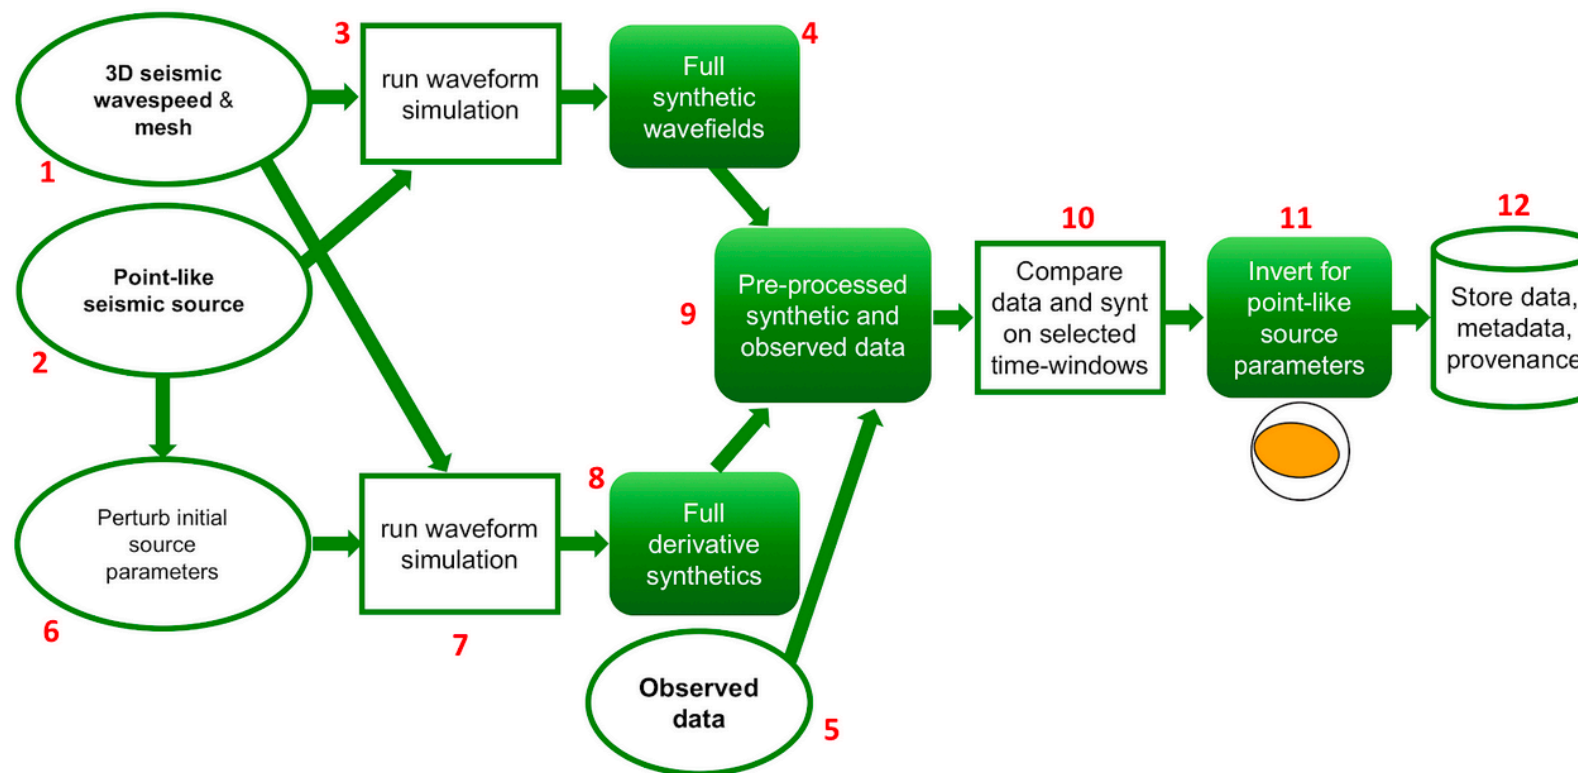 3D seismic
wavespeed &
mesh
1
3
run waveform
simulation
4
Full
synthetic
wavefields
Point-like
seismic source
2
9
Pre-processed
synthetic and
observed data
10
Compare
data and synt
on selected
time-windows
11
Invert for
point-like
source
parameters
12
Store data,
metadata,
provenance
Perturb initial
source
parameters
6
run waveform
simulation
7
8
Full
derivative
synthetics
Observed
data
5